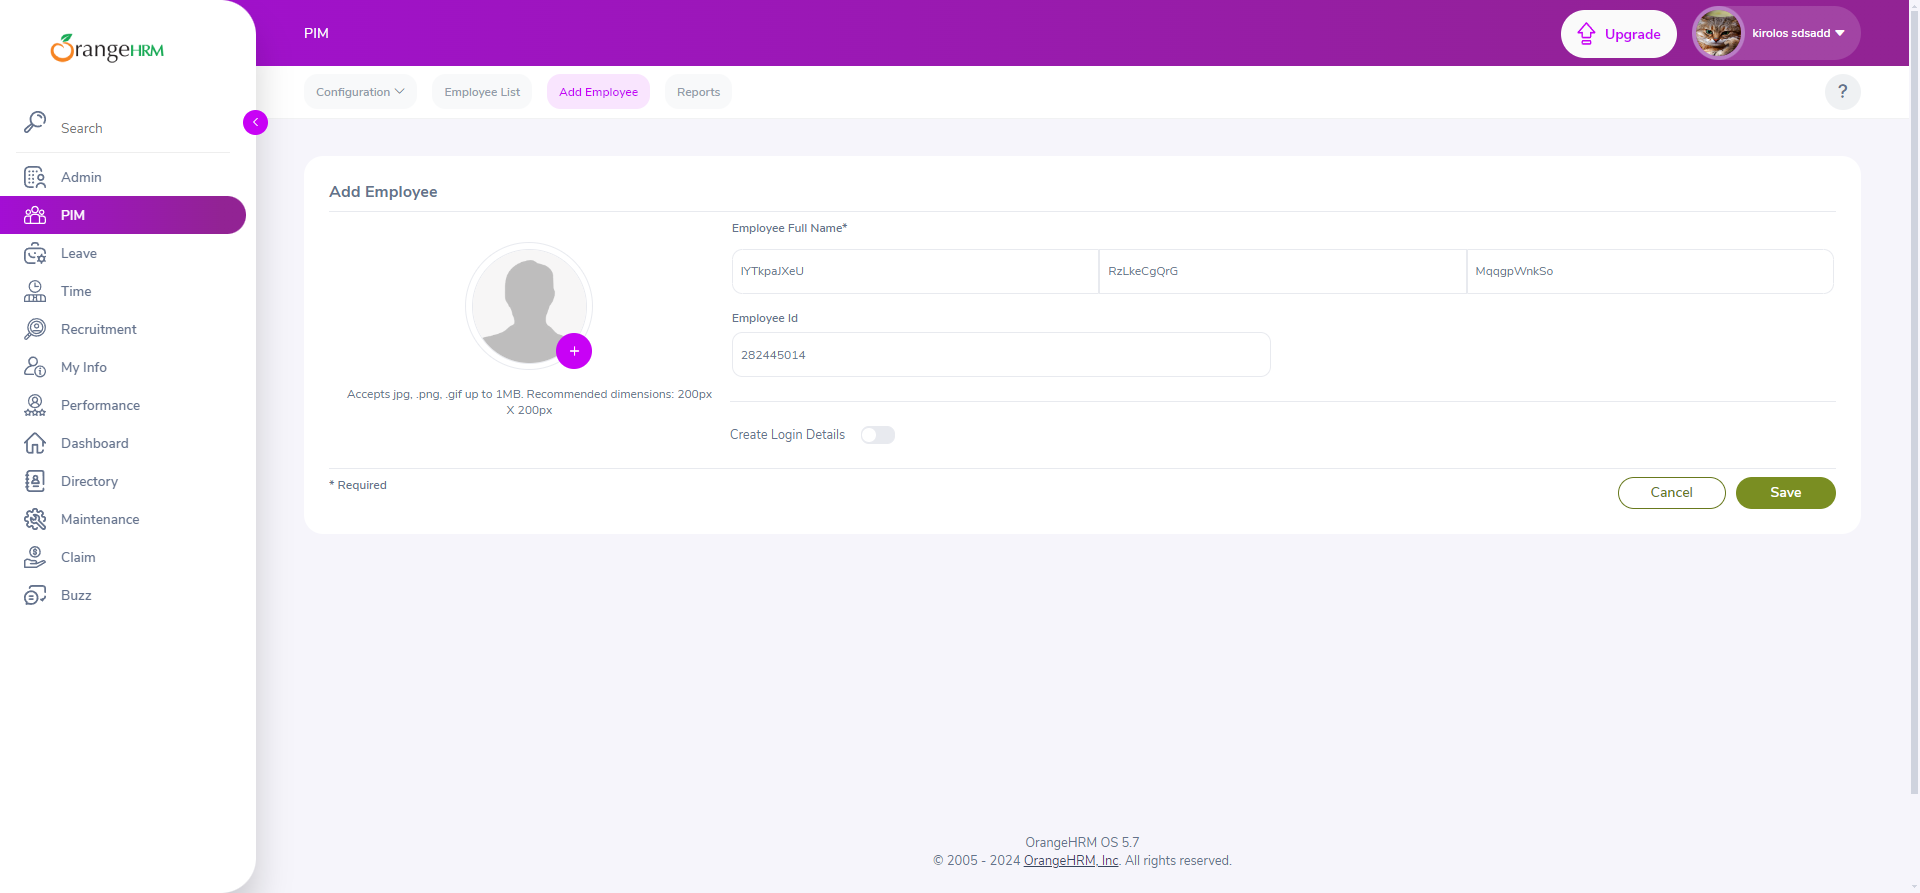 OrangeHRM
PIM
Upgrade
kirolos sdsadd
Configuration
Employee List
Add Employee
Reports
?
Search
Admin
PIM
Leave
Time
Recruitment
My Info
Performance
Dashboard
Directory
Maintenance
Claim
Buzz
Add Employee
Employee Full Name*
lYTkpaJXeU
RzLkeCgQrG
MqqgpWnkSo
Employee Id
282445014
Accepts jpg, .png, .gif up to 1MB. Recommended dimensions: 200px
X 200px
Create Login Details
* Required
Cancel
Save
OrangeHRM OS 5.7
© 2005 - 2024 OrangeHRM, Inc. All rights reserved.